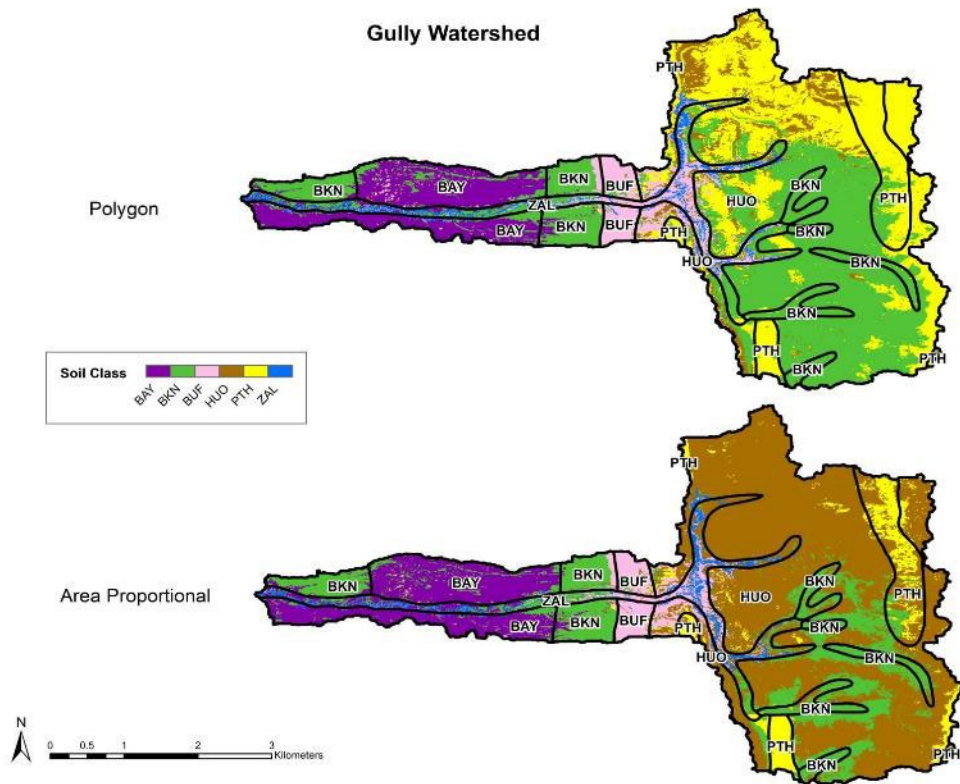 Gully Watershed
PTH
BKN
BAY
BKN
BUF
BKN
PTH
Polygon
ZAL
HUO
BAY
BKN
BUF
PTH
BKN
HUO
BKN
BKN
PTH
PTH
BKN
Soil Class
BAY
BKN
BUF
HUO
PTH
ZAL
PTH
BKN
BAY
BKN
BUF
BKN
PTH
Area Proportional
ZAL
HUO
BAY
BKN
BUF
PTH
BKN
HUO
BKN
BKN
N
0 0.5 1 2 3
Kilometers
PTH
BKN
PTH